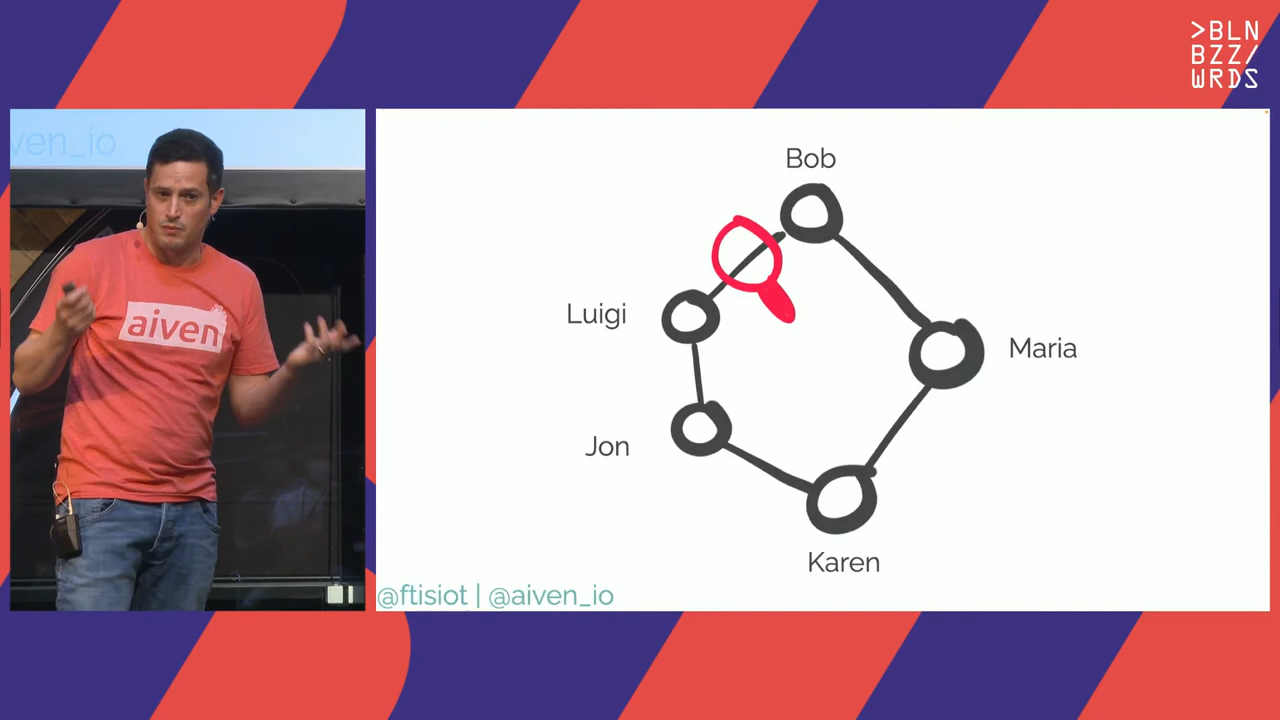 >BLN
BZZ/
WRDS
ven_io
aiven
Bob
Luigi
Maria
Jon
Karen
@ftisiot | @aiven_io